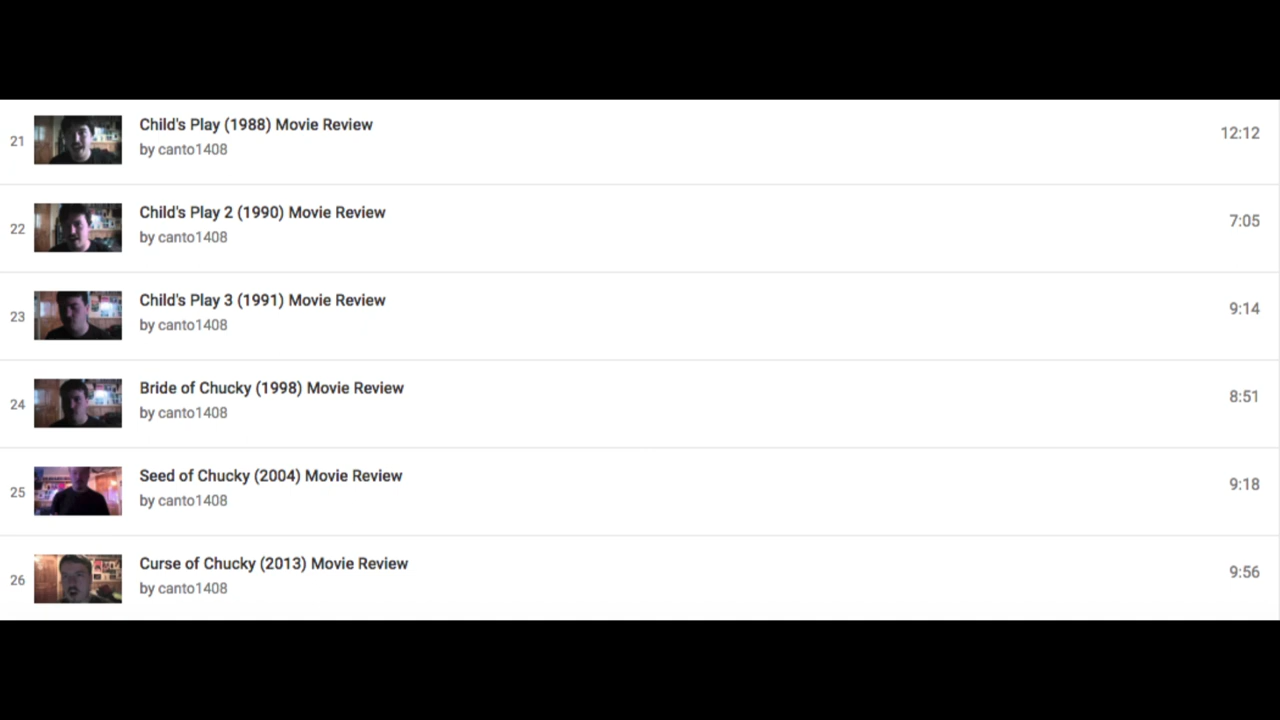 21
Child's Play (1988) Movie Review
12:12
by canto1408
22
Child's Play 2 (1990) Movie Review
7:05
by canto1408
23
Child's Play 3 (1991) Movie Review
9:14
by canto1408
24
Bride of Chucky (1998) Movie Review
8:51
by canto1408
25
Seed of Chucky (2004) Movie Review
9:18
by canto1408
26
Curse of Chucky (2013) Movie Review
9:56
by canto1408